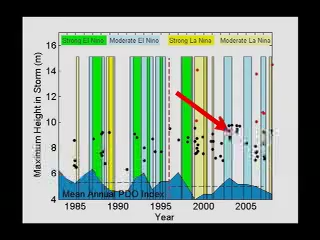 Strong El Nino Moderate El Nino Strong La Nina Moderate La Nina
Maximum Height in Storm (m)
16
14
12
10
8
6
4
Mean Annual PDO Index
1985 1990 1995 2000 2005
Year